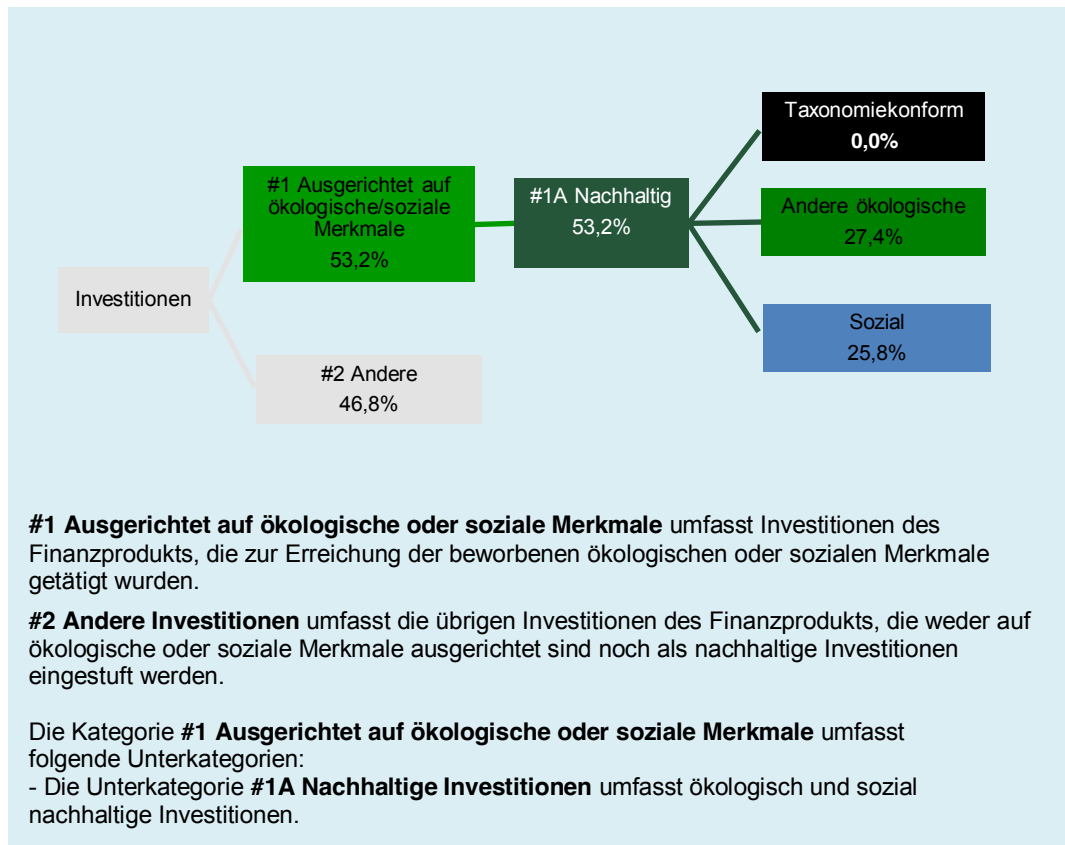 Taxonomiekonform
0,0%
#1 Ausgerichtet auf
ökologische/soziale
Merkmale
53,2%
#1A Nachhaltig
53,2%
Andere ökologische
27,4%
Investitionen
Sozial
25,8%
#2 Andere
46,8%
#1 Ausgerichtet auf ökologische oder soziale Merkmale umfasst Investitionen des
Finanzprodukts, die zur Erreichung der beworbenen ökologischen oder sozialen Merkmale
getätigt wurden.
#2 Andere Investitionen umfasst die übrigen Investitionen des Finanzprodukts, die weder auf
ökologische oder soziale Merkmale ausgerichtet sind noch als nachhaltige Investitionen
eingestuft werden.
Die Kategorie #1 Ausgerichtet auf ökologische oder soziale Merkmale umfasst
folgende Unterkategorien:
- Die Unterkategorie #1A Nachhaltige Investitionen umfasst ökologisch und sozial
nachhaltige Investitionen.